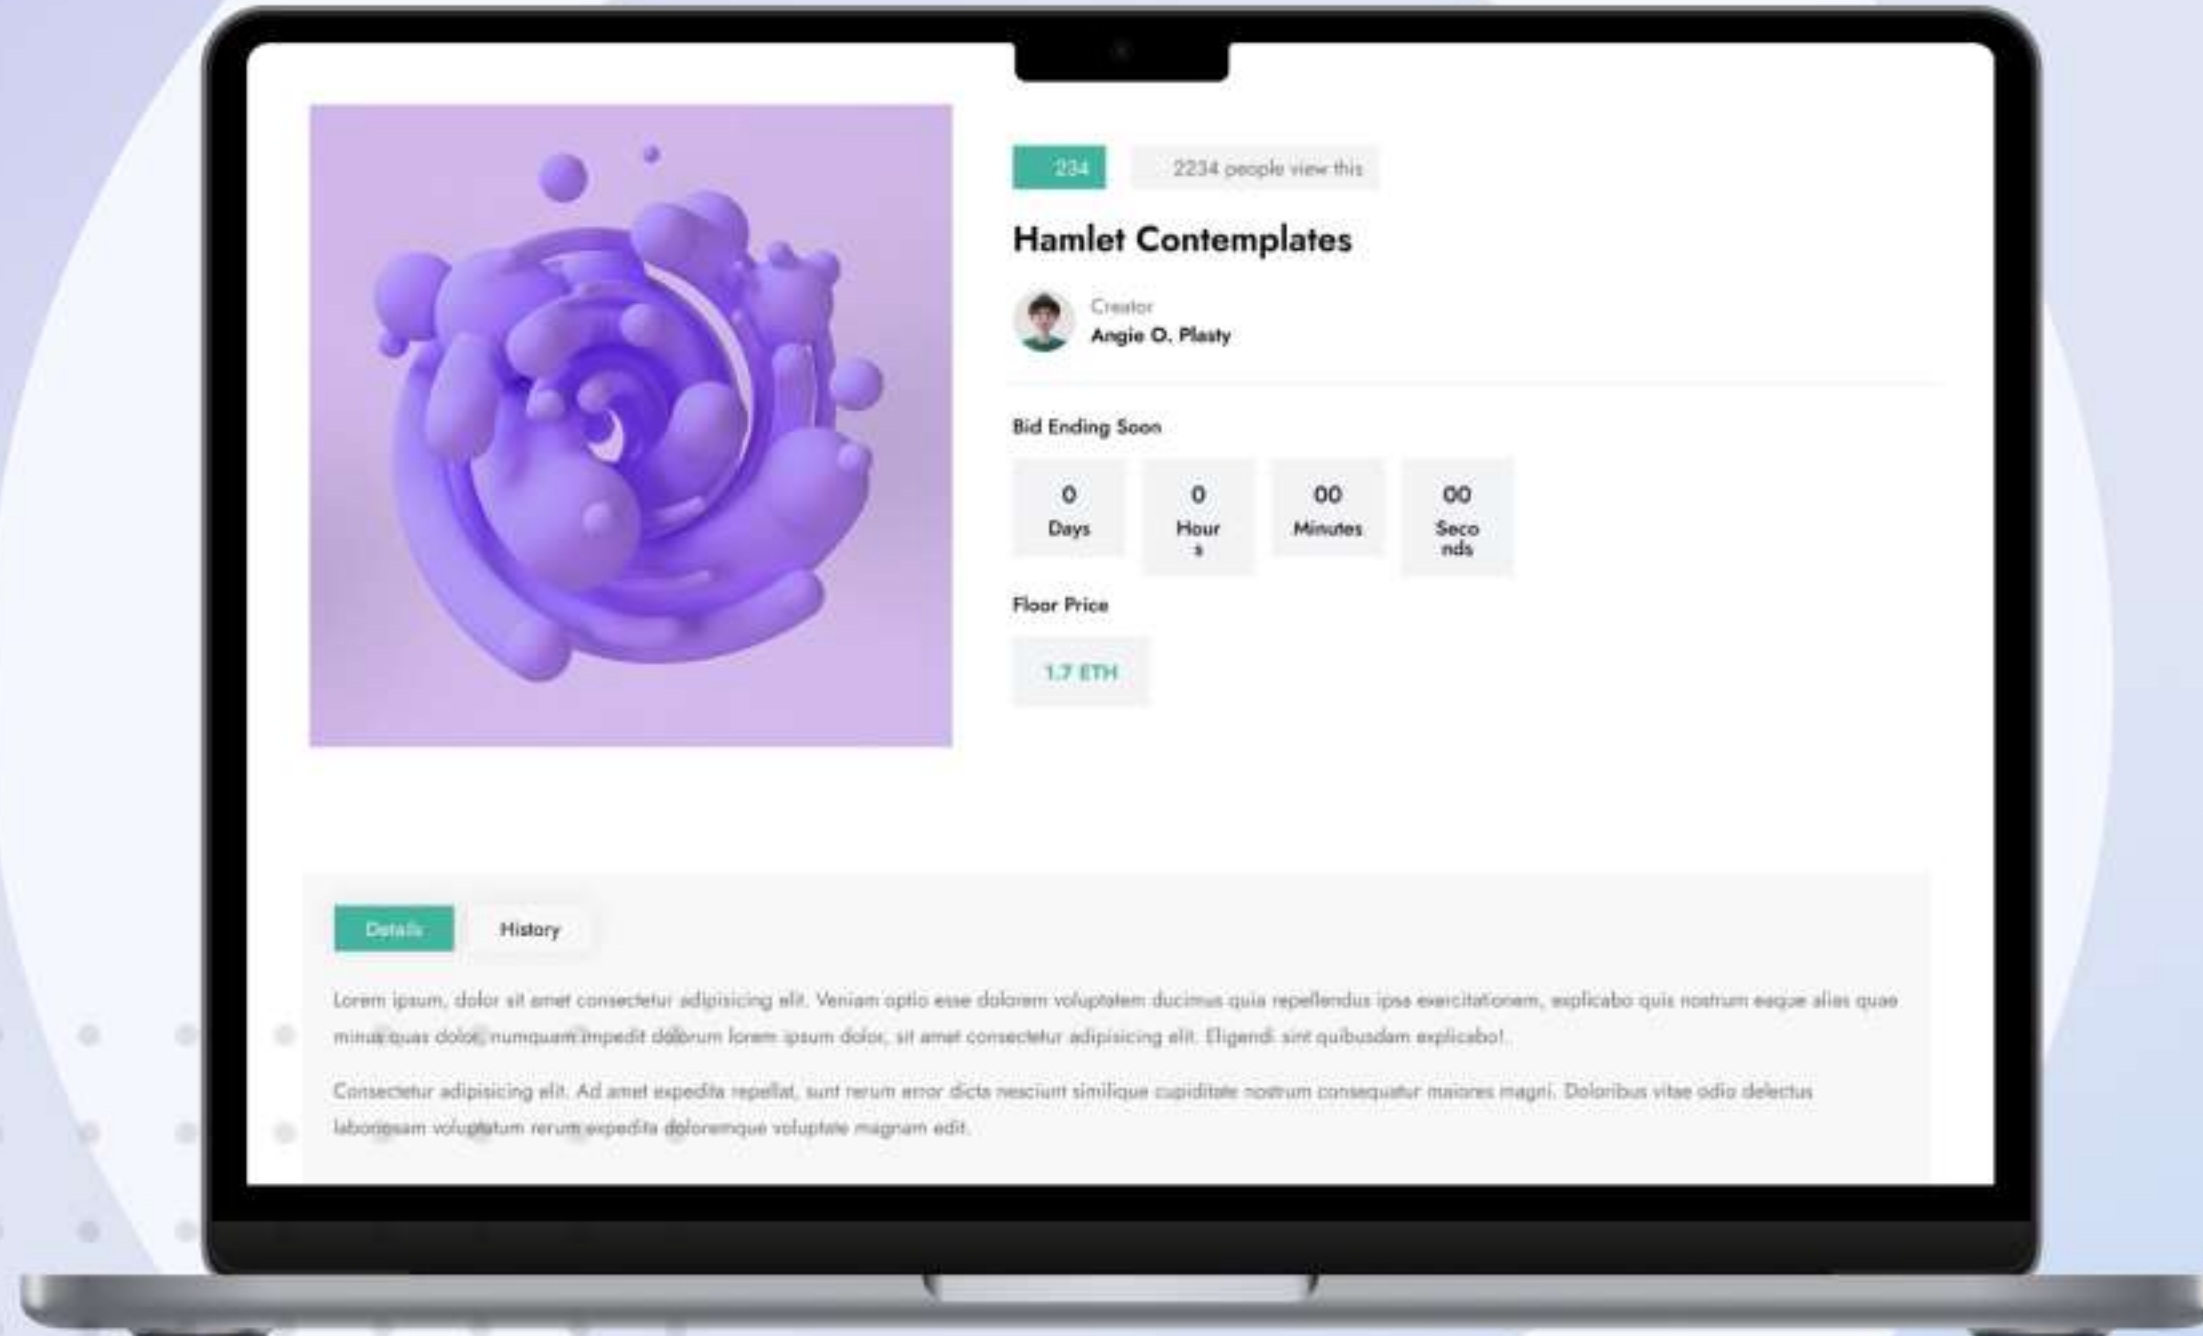 234
2234 people view this
Hamlet Contemplates
Creator
Angie O. Plasty
Bid Ending Soon
0
Days
0
Hour
s
00
Minutes
00
Seco
nds
Floor Price
1.7 ETH
Details
History
Lorem ipsum, dolor sit amet consectetur adipisicing elit. Veniam optio esse dolorem voluptatem ducimus quia repellendus ipsa exercitationem, explicabo quis nostrum eaque alias quae
minus quas dolor, numquam impedit dolorum lorem ipsum dolor, sit amet consectetur adipisicing elit. Eligendi sint quibusdam explicabo!.
Consectetur adipisicing elit. Ad amet expedita repellat, sunt rerum error dicta nesciunt similique cupiditate nostrum consequatur maiores magni. Doloribus vitae odio delectus
laboriosam voluptatum rerum expedita doloremque voluptate magnam edit.